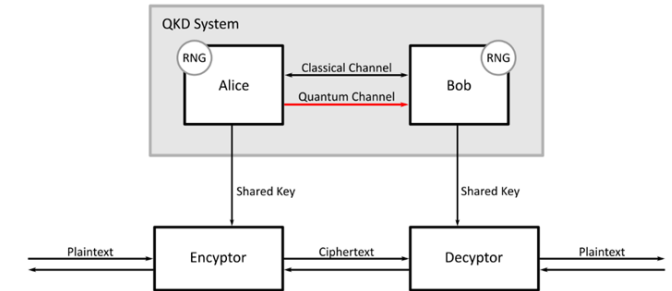 QKD System
RNG
RNG
Alice
Classical Channel
Bob
Quantum Channel
Shared Key
Shared Key
Plaintext
Encyptor
Ciphertext
Decyptor
Plaintext